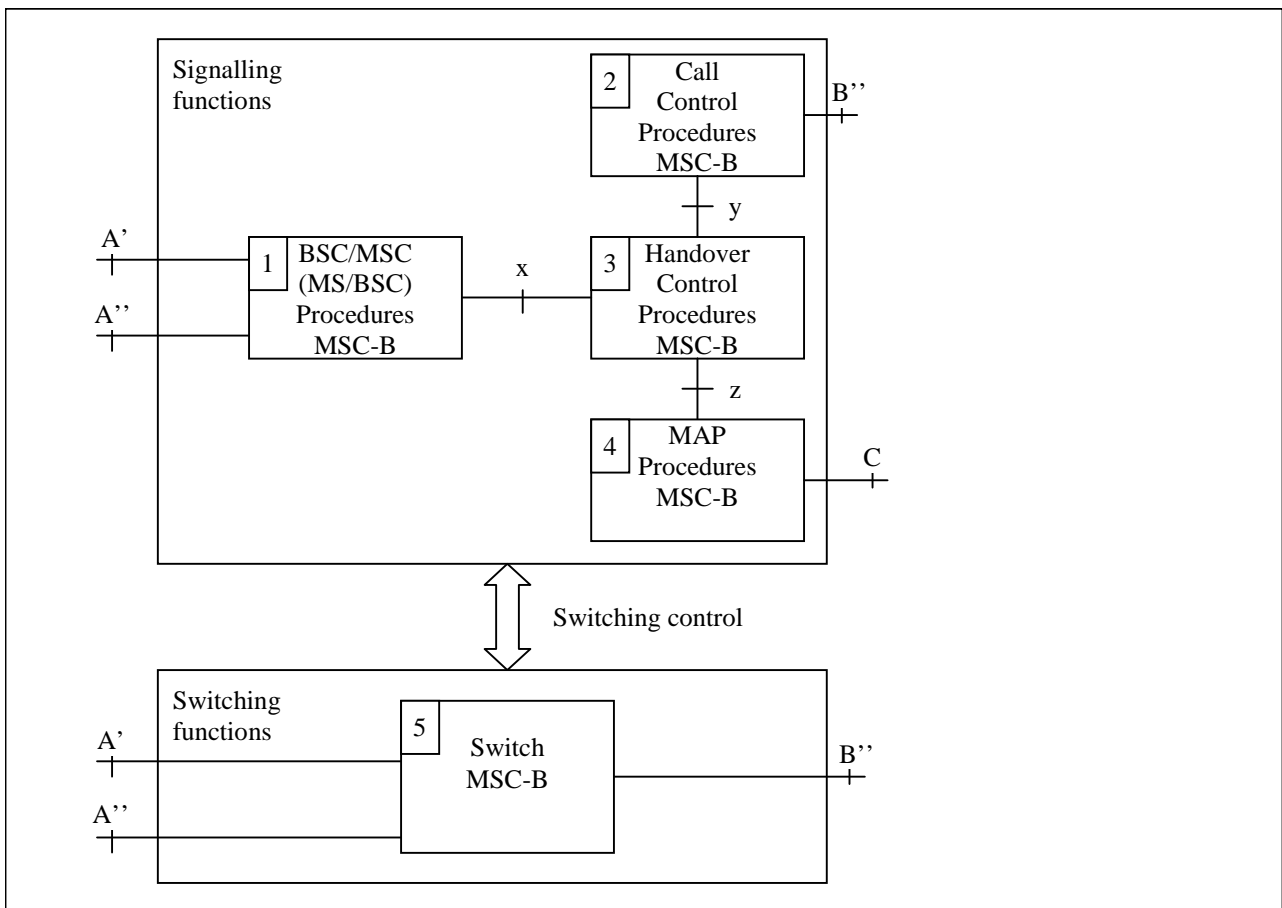 Signalling
functions
2
Call
Control
Procedures
MSC-B
B’’
y
A’
A’’
1
BSC/MSC
(MS/BSC)
Procedures
MSC-B
x
3
Handover
Control
Procedures
MSC-B
z
4
MAP
Procedures
MSC-B
C
Switching control
Switching
functions
A’
A’’
5
Switch
MSC-B
B’’